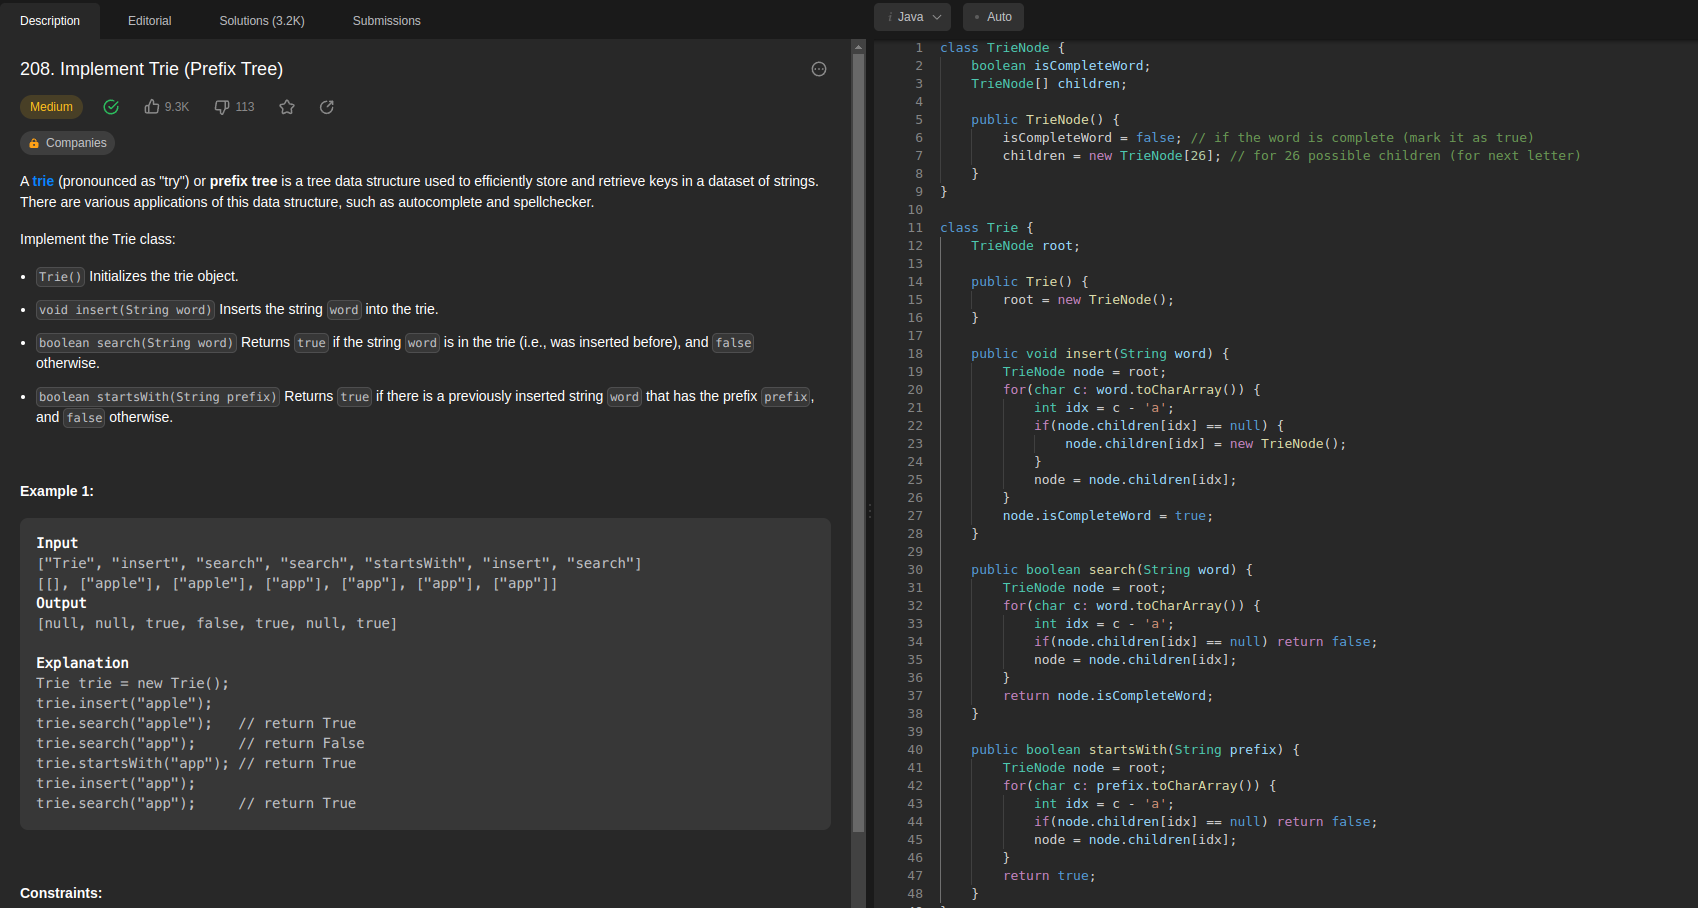 Description Editorial Solutions (3.2K) Submissions
208. Implement Trie (Prefix Tree)
Medium 9.3K 113
Companies
A trie (pronounced as "try") or prefix tree is a tree data structure used to efficiently store and retrieve keys in a dataset of strings.
There are various applications of this data structure, such as autocomplete and spellchecker.
Implement the Trie class:
• Trie() Initializes the trie object.
• void insert(String word) Inserts the string word into the trie.
• boolean search(String word) Returns true if the string word is in the trie (i.e., was inserted before), and false
otherwise.
• boolean startsWith(String prefix) Returns true if there is a previously inserted string word that has the prefix prefix,
and false otherwise.
Example 1:
Input
["Trie", "insert", "search", "search", "startsWith", "insert", "search"]
[[], ["apple"], ["apple"], ["app"], ["app"], ["app"], ["app"]]
Output
[null, null, true, false, true, null, true]
Explanation
Trie trie = new Trie();
trie.insert("apple");
trie.search("apple");   // return True
trie.search("app");     // return False
trie.startsWith("app"); // return True
trie.insert("app");
trie.search("app");     // return True
Constraints:
i Java • Auto
1 class TrieNode {
2     boolean isCompleteWord;
3     TrieNode[] children;
4
5     public TrieNode() {
6         isCompleteWord = false; // if the word is complete (mark it as true)
7         children = new TrieNode[26]; // for 26 possible children (for next letter)
8     }
9 }
10
11 class Trie {
12     TrieNode root;
13
14     public Trie() {
15         root = new TrieNode();
16     }
17
18     public void insert(String word) {
19         TrieNode node = root;
20         for(char c: word.toCharArray()) {
21             int idx = c - 'a';
22             if(node.children[idx] == null) {
23                 node.children[idx] = new TrieNode();
24             }
25             node = node.children[idx];
26         }
27         node.isCompleteWord = true;
28     }
29
30     public boolean search(String word) {
31         TrieNode node = root;
32         for(char c: word.toCharArray()) {
33             int idx = c - 'a';
34             if(node.children[idx] == null) return false;
35             node = node.children[idx];
36         }
37         return node.isCompleteWord;
38     }
39
40     public boolean startsWith(String prefix) {
41         TrieNode node = root;
42         for(char c: prefix.toCharArray()) {
43             int idx = c - 'a';
44             if(node.children[idx] == null) return false;
45             node = node.children[idx];
46         }
47         return true;
48     }